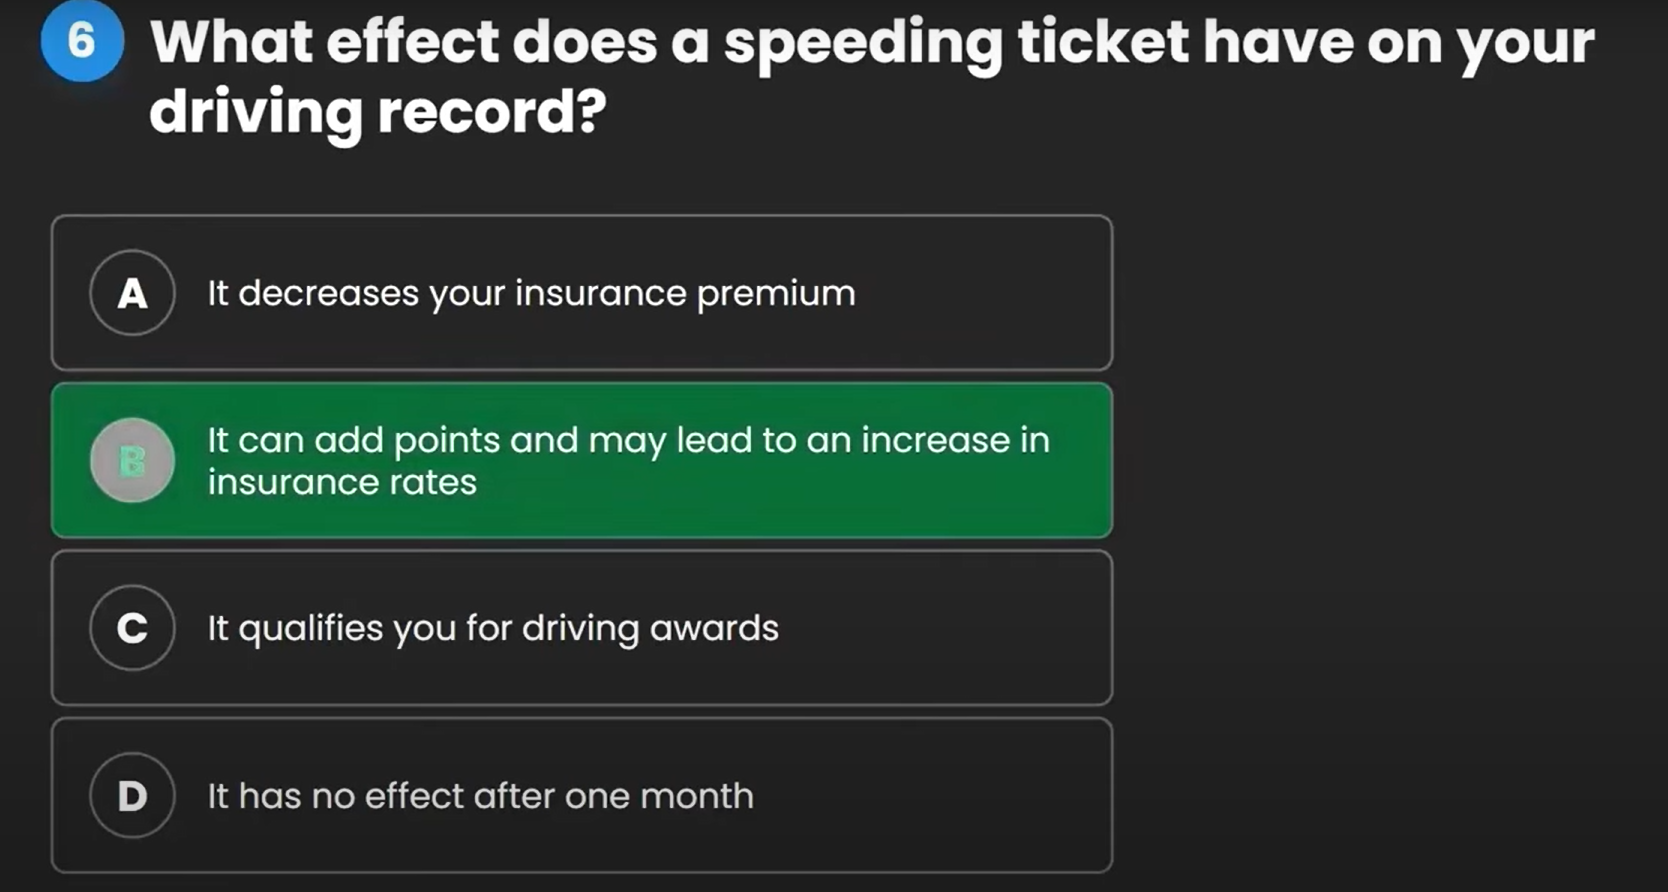 6
What effect does a speeding ticket have on your
driving record?
A
It decreases your insurance premium
B
It can add points and may lead to an increase in
insurance rates
C
It qualifies you for driving awards
D
It has no effect after one month